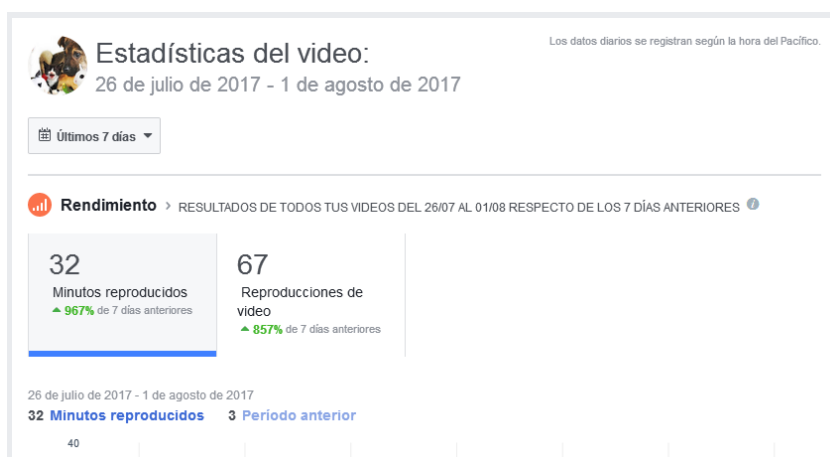 Estadísticas del video:
Los datos diarios se registran según la hora del Pacífico.
26 de julio de 2017 - 1 de agosto de 2017
Últimos 7 días
Rendimiento > RESULTADOS DE TODOS TUS VIDEOS DEL 26/07 AL 01/08 RESPECTO DE LOS 7 DÍAS ANTERIORES i
32
Minutos reproducidos
967% de 7 días anteriores
67
Reproducciones de
video
857% de 7 días anteriores
26 de julio de 2017 - 1 de agosto de 2017
32 Minutos reproducidos 3 Período anterior
40